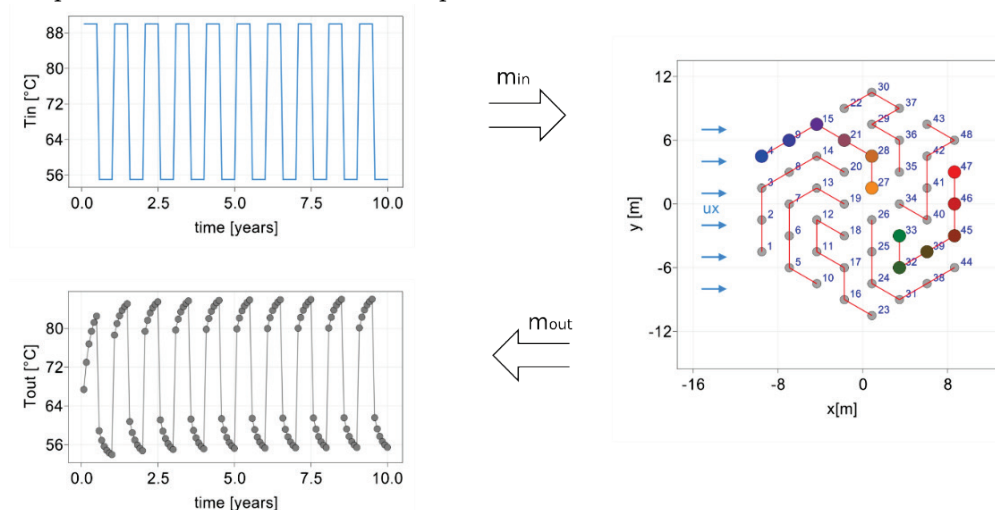 88
80
72
64
56
Tin [°C]
0.0 2.5 5.0 7.5 10.0
time [years]
min
mout
80
72
64
56
Tout [°C]
0.0 2.5 5.0 7.5 10.0
time [years]
12
6
0
-6
-12
y [m]
-16 -8 0 8
x[m]
ux
30
22 37
15 29 43
9 21 36 48
4 14 28 42
8 20 35 47
3 13 27 41
7 19 34 46
2 12 26 40
6 18 33 45
1 11 25 39
5 17 32 44
10 24 38
16 31
23